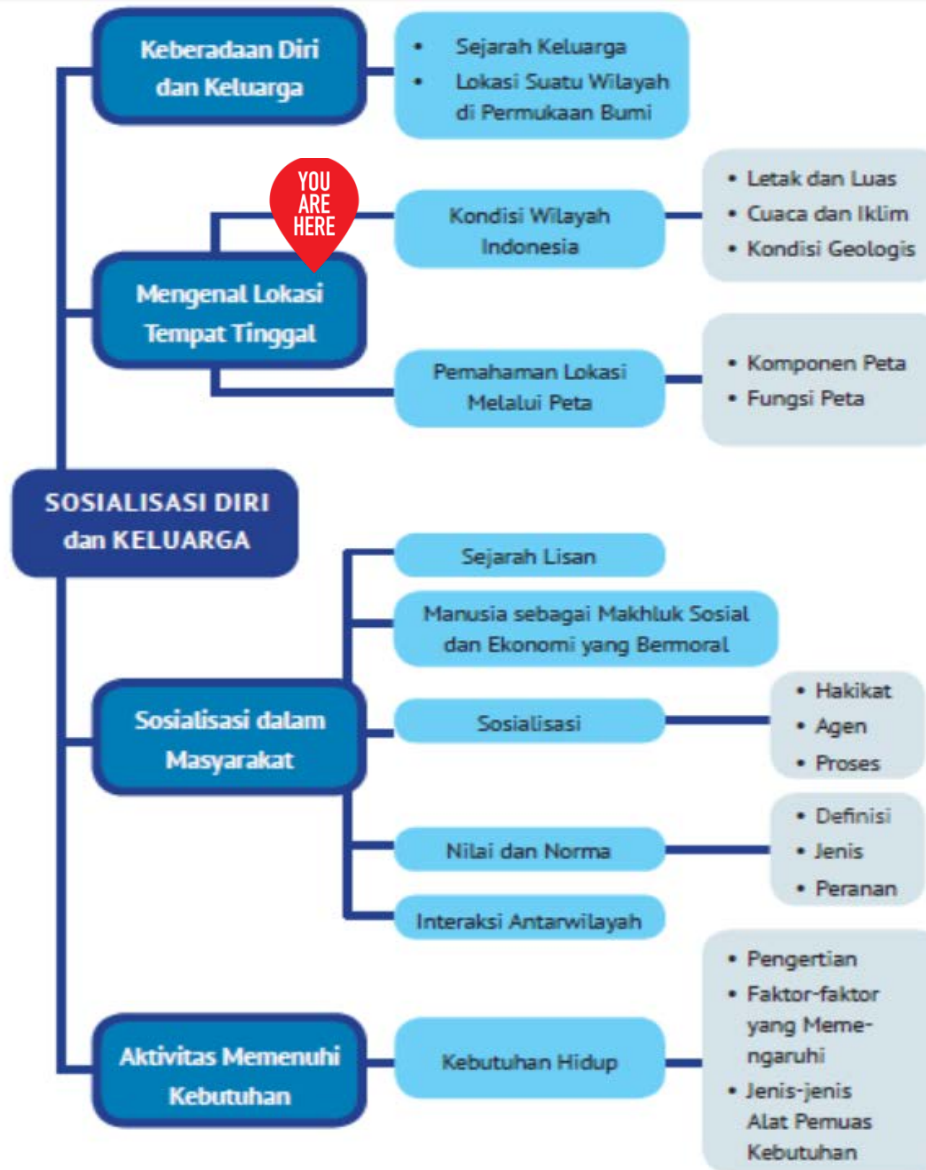 Keberadaan Diri
dan Keluarga
• Sejarah Keluarga
• Lokasi Suatu Wilayah
di Permukaan Bumi
YOU
ARE
HERE
Mengenal Lokasi
Tempat Tinggal
Kondisi Wilayah
Indonesia
• Letak dan Luas
• Cuaca dan Iklim
• Kondisi Geologis
Pemahaman Lokasi
Melalui Peta
• Komponen Peta
• Fungsi Peta
SOSIALISASI DIRI
dan KELUARGA
Sosialisasi dalam
Masyarakat
Sejarah Lisan
Manusia sebagai Makhluk Sosial
dan Ekonomi yang Bermoral
Sosialisasi
• Hakikat
• Agen
• Proses
Nilai dan Norma
• Definisi
• Jenis
• Peranan
Interaksi Antarwilayah
Aktivitas Memenuhi
Kebutuhan
Kebutuhan Hidup
• Pengertian
• Faktor-faktor
yang Meme-
ngaruhi
• Jenis-jenis
Alat Pemuas
Kebutuhan